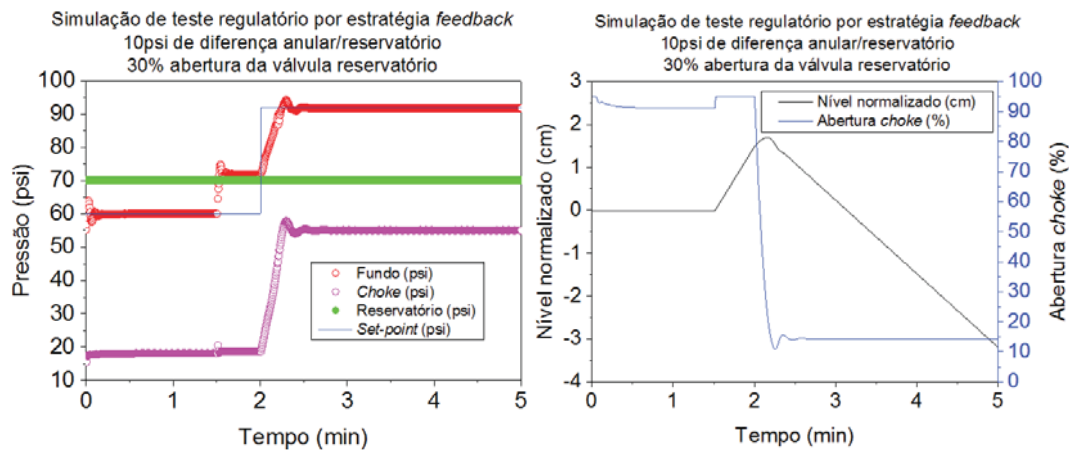 Simulação de teste regulatório por estratégia feedback
10psi de diferença anular/reservatório
30% abertura da válvula reservatório
100
90
80
70
60
50
40
30
20
10
Pressão (psi)
Fundo (psi)
Choke (psi)
Reservatório (psi)
Set-point (psi)
0
1
2
3
4
5
Tempo (min)
Simulação de teste regulatório por estratégia feedback
10psi de diferença anular/reservatório
30% abertura da válvula reservatório
3
2
1
0
-1
-2
-3
-4
Nível normalizado (cm)
Nível normalizado (cm)
Abertura choke (%)
100
90
80
70
60
50
40
30
20
10
0
Abertura choke (%)
0
1
2
3
4
5
Tempo (min)